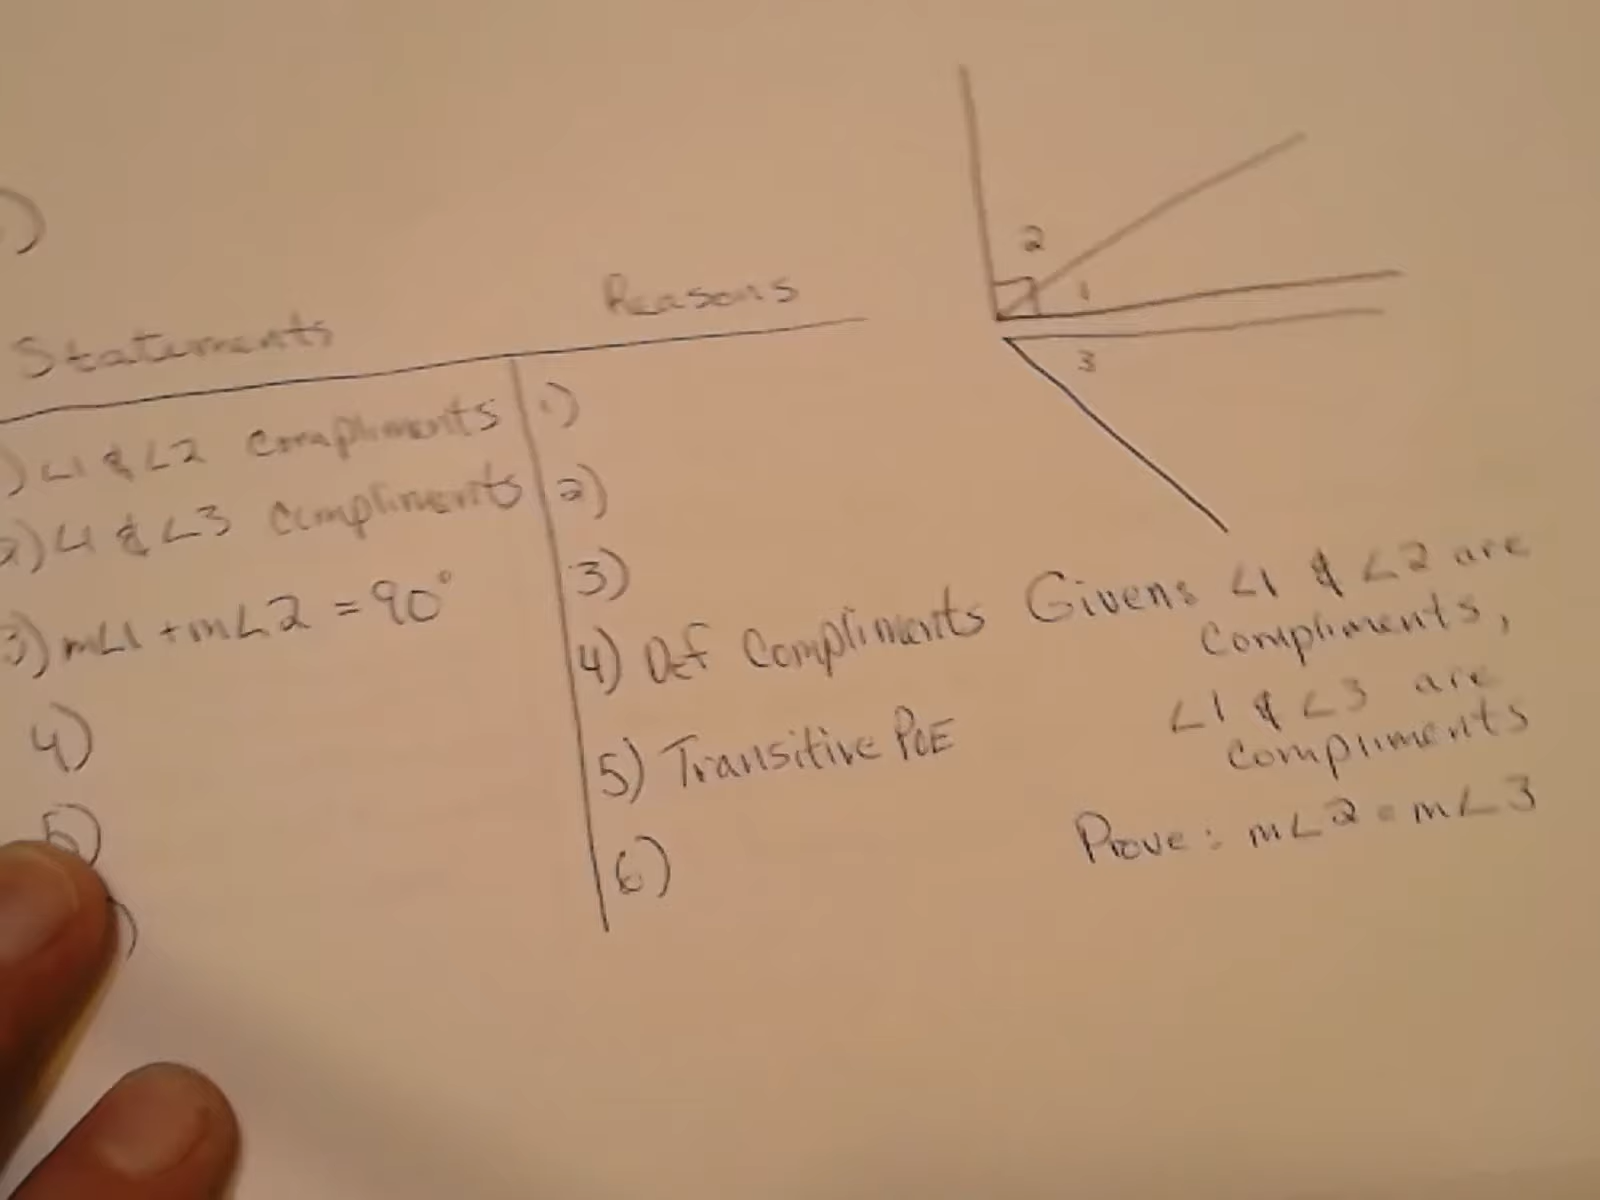 )
Statements Reasons
) ∠1 & ∠2 compliments 1)
2) ∠1 & ∠3 compliments 2)
3) m∠1 + m∠2 = 90° 3)
4) 4) Def Compliments
5) 5) Transitive PoE
) 6)
2
1
3
Givens ∠1 & ∠2 are
compliments,
∠1 & ∠3 are
compliments
Prove: m∠2 = m∠3